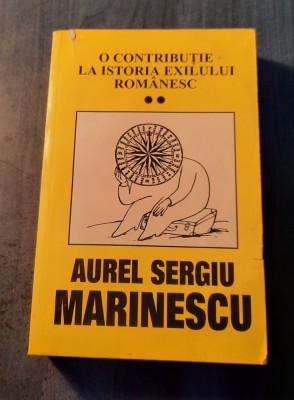 O CONTRIBUȚIE
LA ISTORIA EXILULUI
ROMÂNESC
AUREL SERGIU
MARINESCU